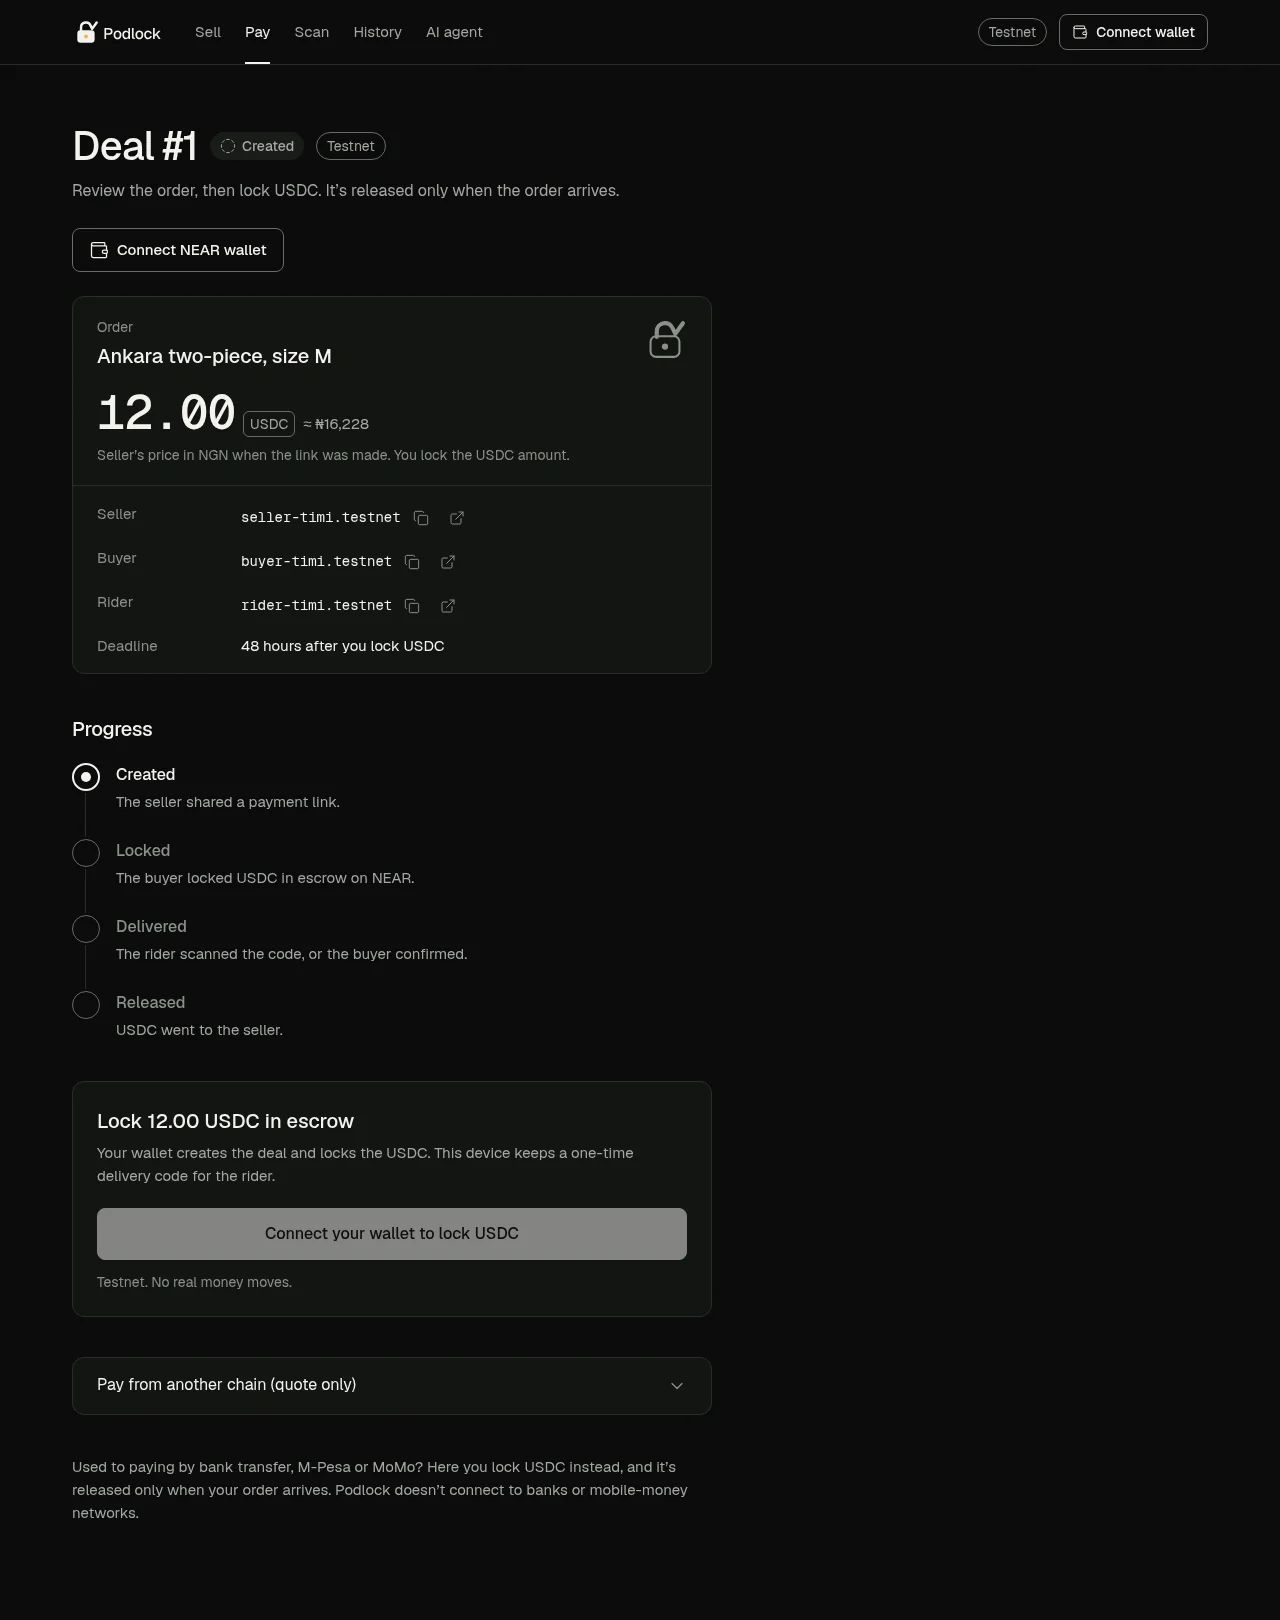 Podlock
Sell
Pay
Scan
History
AI agent
Testnet
Connect wallet
Deal #1
Created
Testnet
Review the order, then lock USDC. It’s released only when the order arrives.
Connect NEAR wallet
Order
Ankara two-piece, size M
12.00 USDC ≈ ₦16,228
Seller’s price in NGN when the link was made. You lock the USDC amount.
Seller seller-timi.testnet
Buyer buyer-timi.testnet
Rider rider-timi.testnet
Deadline 48 hours after you lock USDC
Progress
Created
The seller shared a payment link.
Locked
The buyer locked USDC in escrow on NEAR.
Delivered
The rider scanned the code, or the buyer confirmed.
Released
USDC went to the seller.
Lock 12.00 USDC in escrow
Your wallet creates the deal and locks the USDC. This device keeps a one-time
delivery code for the rider.
Connect your wallet to lock USDC
Testnet. No real money moves.
Pay from another chain (quote only)
Used to paying by bank transfer, M-Pesa or MoMo? Here you lock USDC instead, and it’s
released only when your order arrives. Podlock doesn’t connect to banks or mobile-money
networks.